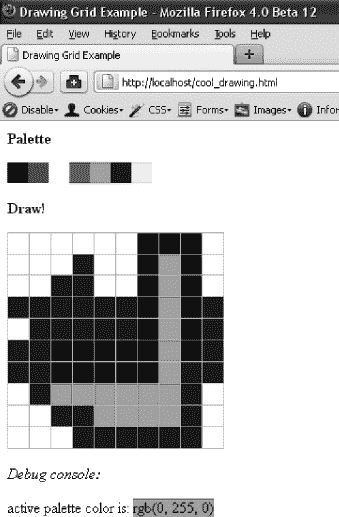 Drawing Grid Example - Mozilla Firefox 4.0 Beta 12
File Edit View History Bookmarks Tools Help
Drawing Grid Example
http://localhost/cool_drawing.html
Disable Cookies CSS Forms Images Infor
Palette
Draw!
Debug console:
active palette color is: rgb(0, 255, 0)